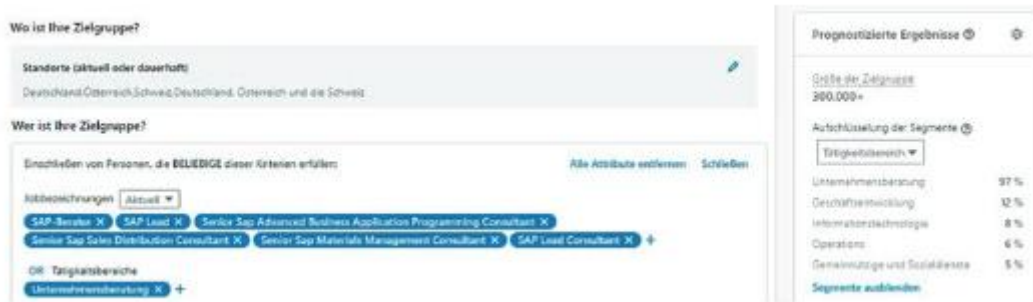 Wo ist Ihre Zielgruppe?
Standorte (aktuell oder dauerhaft)
Deutschland,Österreich,Schweiz,Deutschland, Österreich und die Schweiz
Wer ist Ihre Zielgruppe?
Einschließen von Personen, die BELIEBIGE dieser Kriterien erfüllen:
Alle Attribute entfernen Schließen
Jobbezeichnungen Aktuell
SAP-Berater X SAP Lead X Senior Sap Advanced Business Application Programming Consultant X
Senior Sap Sales Distribution Consultant X Senior Sap Materials Management Consultant X SAP Lead Consultant X +
OR Tätigkeitsbereiche
Unternehmensberatung X +
Prognostizierte Ergebnisse
Größe der Zielgruppe
300.000+
Aufschlüsselung der Segmente
Tätigkeitsbereich
Unternehmensberatung 97 %
Geschäftsentwicklung 12 %
Informationstechnologie 8 %
Operations 6 %
Gemeinnützige und Sozialdienste 5 %
Segmente ausblenden